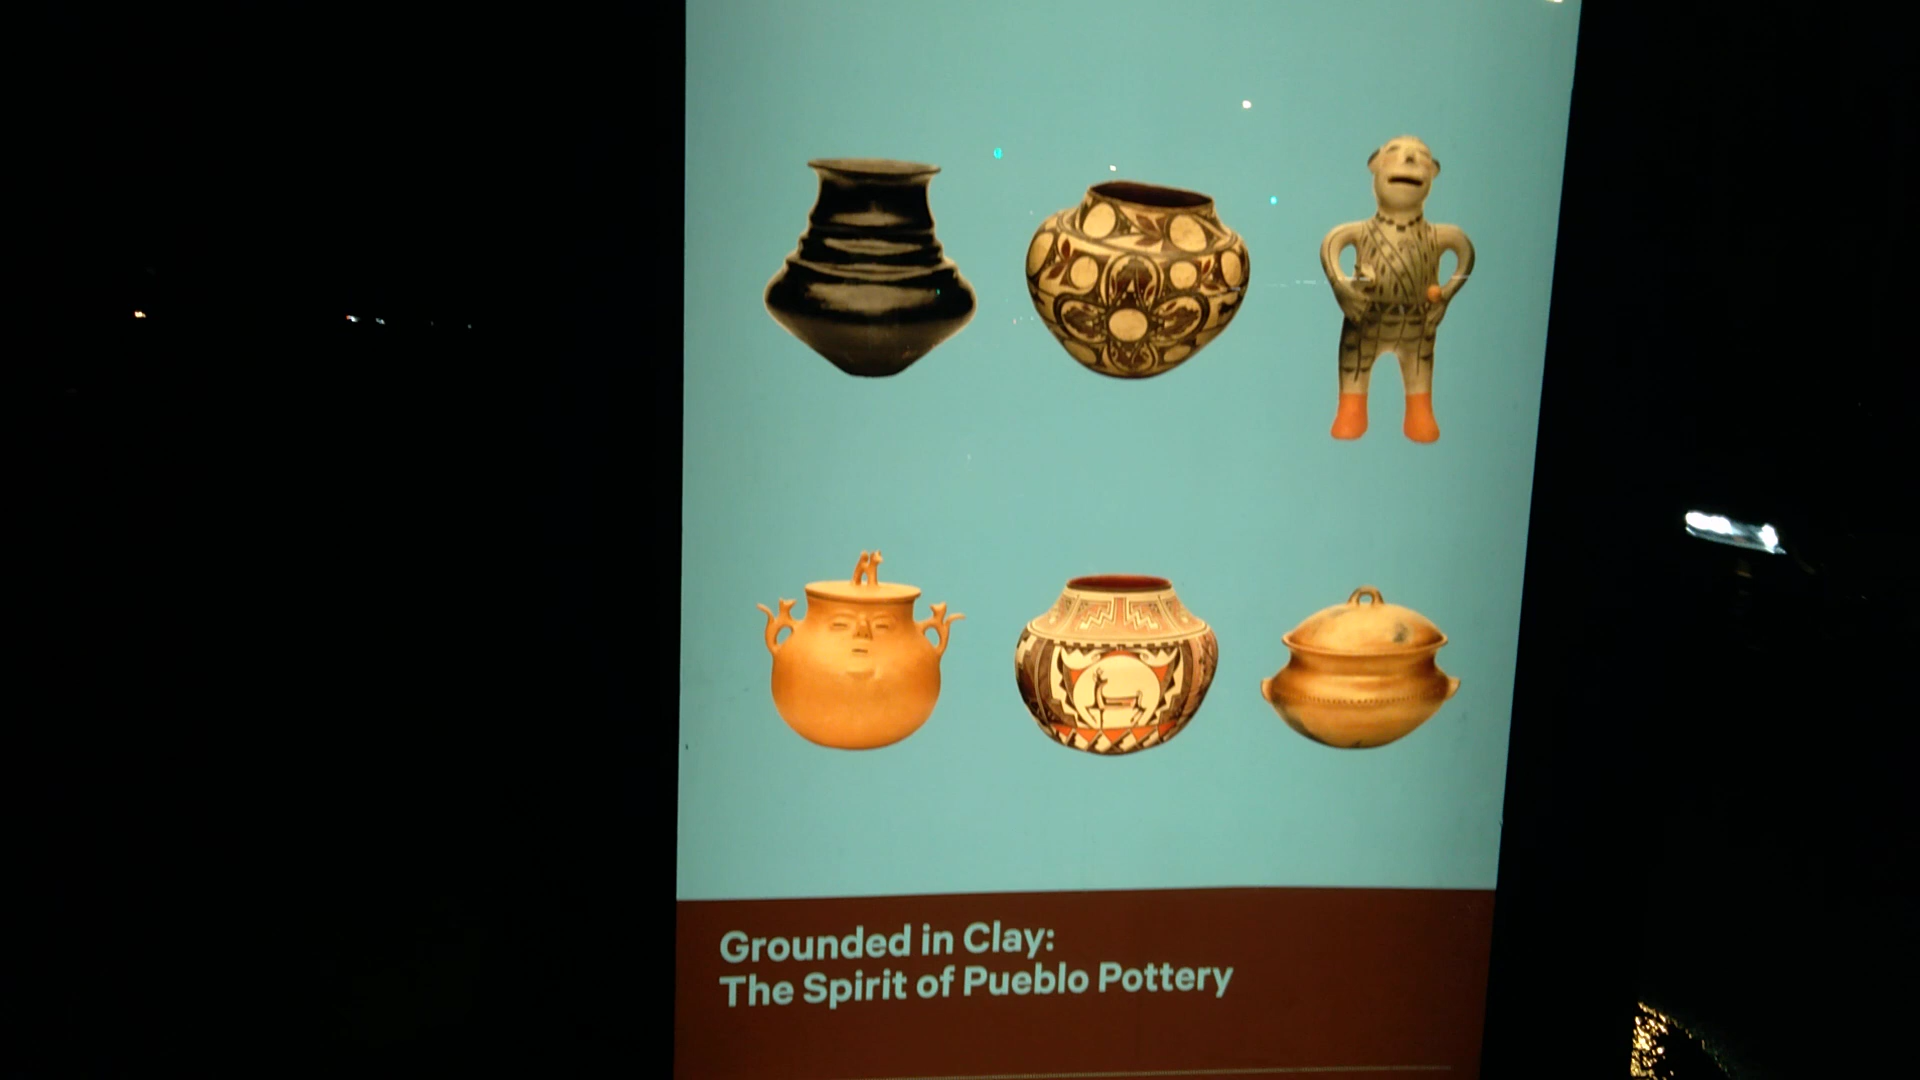 Grounded in Clay:
The Spirit of Pueblo Pottery